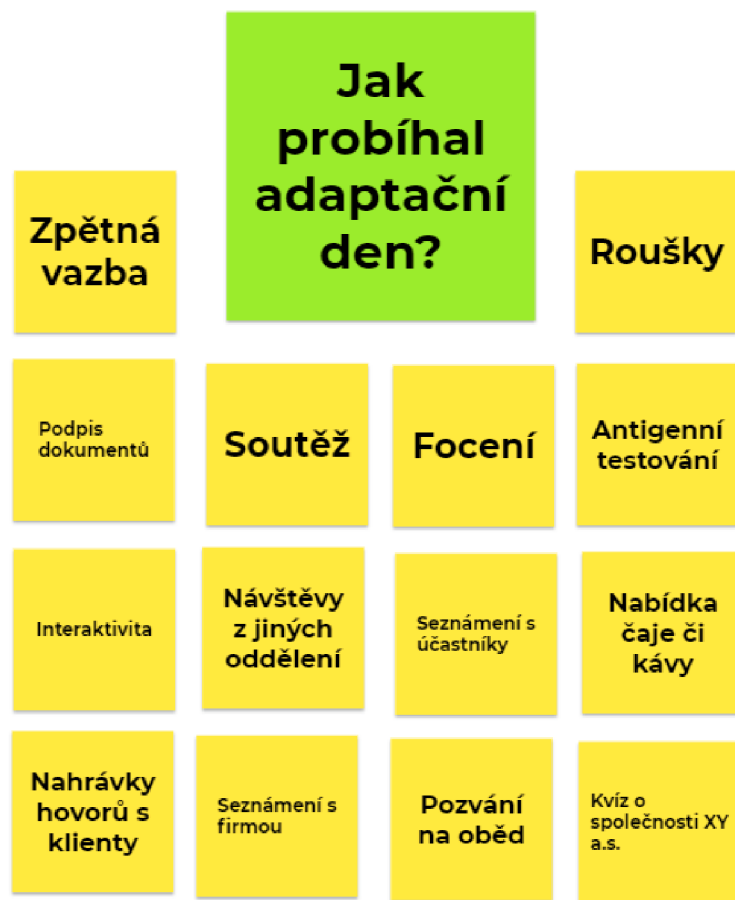 Jak
probíhal
adaptační
den?
Zpětná
vazba
Roušky
Podpis
dokumentů
Soutěž
Focení
Antigenní
testování
Interaktivita
Návštěvy
z jiných
oddělení
Seznámení s
účastníky
Nabídka
čaje či
kávy
Nahrávky
hovorů s
klienty
Seznámení s
firmou
Pozvání
na oběd
Kvíz o
společnosti XY
a.s.